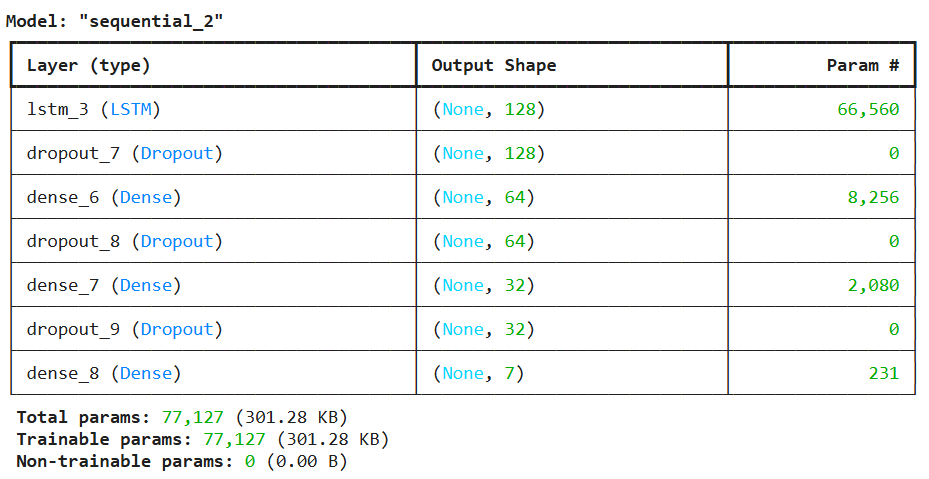 Model: "sequential_2"
Layer (type) Output Shape Param #
lstm_3 (LSTM) (None, 128) 66,560
dropout_7 (Dropout) (None, 128) 0
dense_6 (Dense) (None, 64) 8,256
dropout_8 (Dropout) (None, 64) 0
dense_7 (Dense) (None, 32) 2,080
dropout_9 (Dropout) (None, 32) 0
dense_8 (Dense) (None, 7) 231
Total params: 77,127 (301.28 KB)
Trainable params: 77,127 (301.28 KB)
Non-trainable params: 0 (0.00 B)